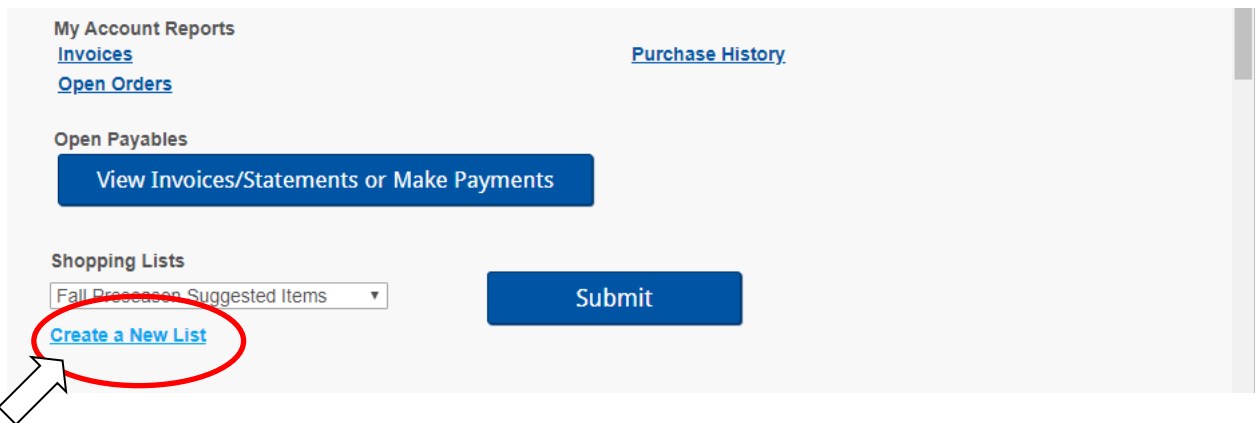 My Account Reports
Invoices Purchase History
Open Orders
Open Payables
View Invoices/Statements or Make Payments
Shopping Lists
Fall Preseason Suggested Items Submit
Create a New List